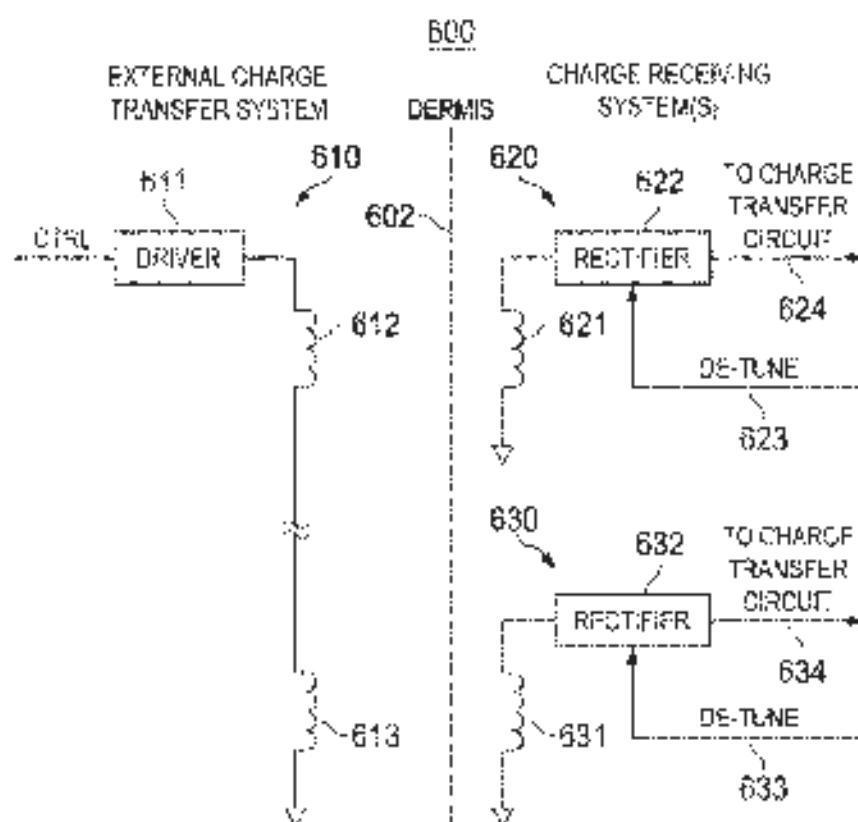 600
EXTERNAL CHARGE
TRANSFER SYSTEM
DERMIS
CHARGE RECEIVING
SYSTEM(S)
610
620
611
622
TO CHARGE
TRANSFER
CIRCUIT
602
CTRL
DRIVER
RECTIFIER
624
612
621
DE-TUNE
623
630
632
TO CHARGE
TRANSFER
CIRCUIT
RECTIFIER
634
613
631
DE-TUNE
633